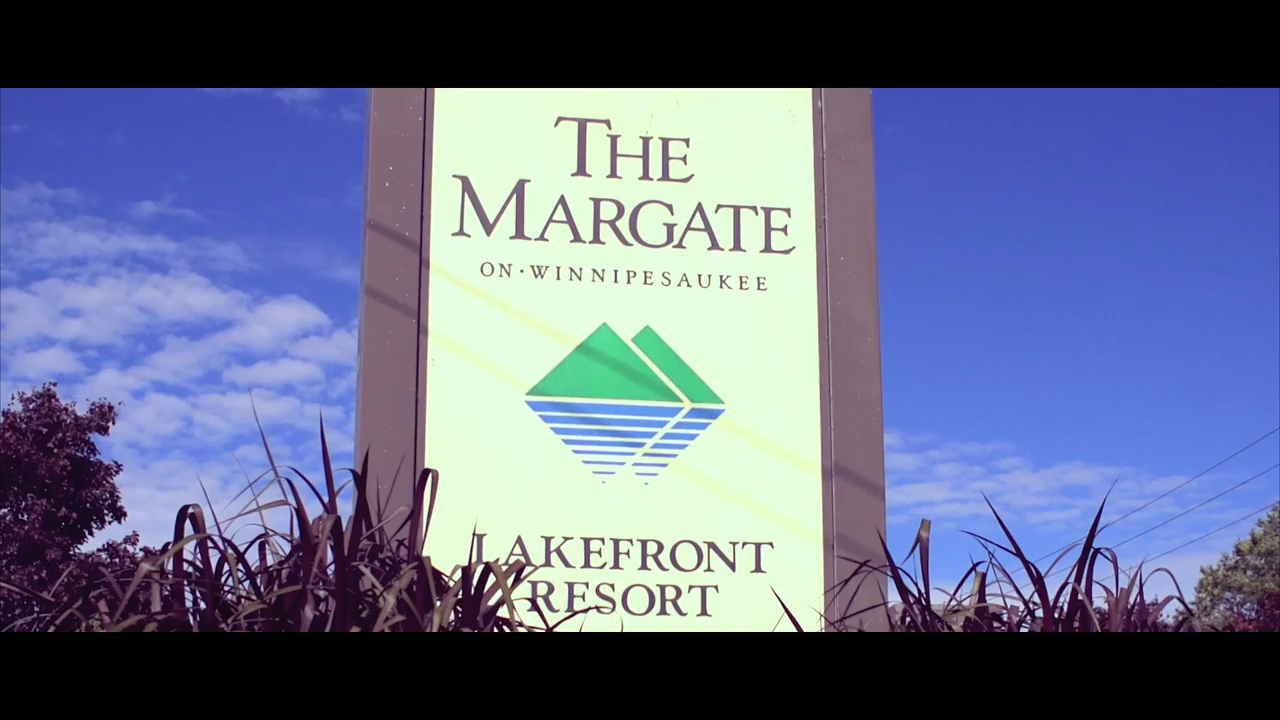 THE
MARGATE
ON·WINNIPESAUKEE
LAKEFRONT
RESORT